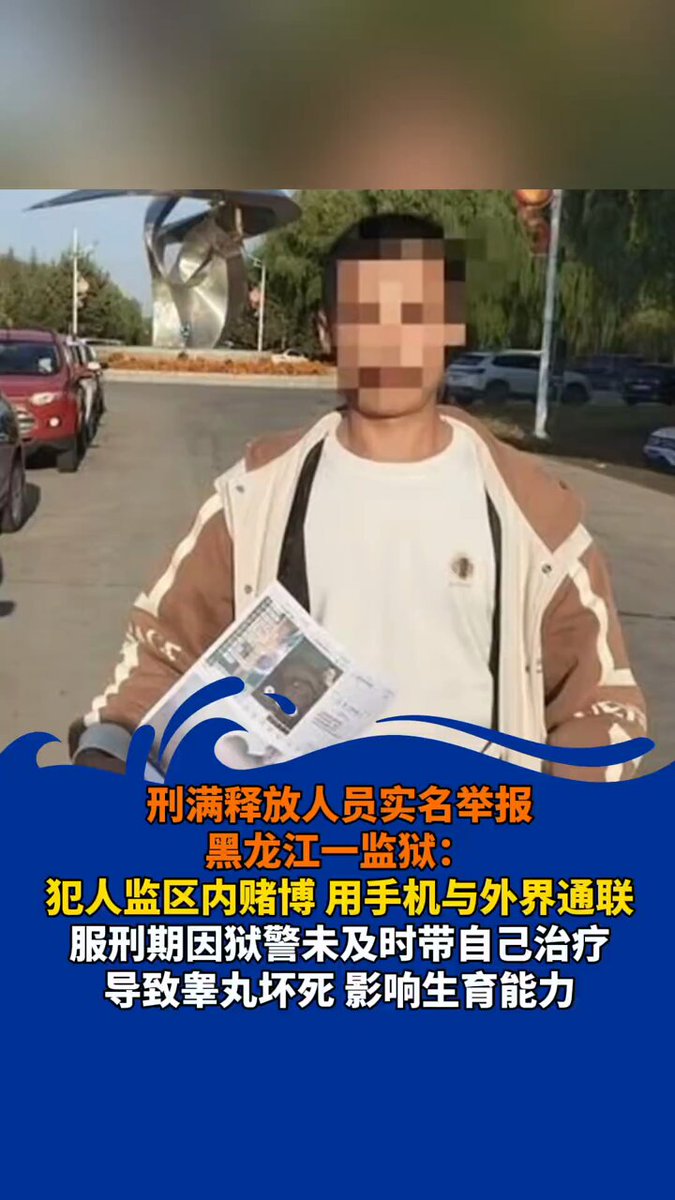 刑满释放人员实名举报
黑龙江一监狱：
犯人监区内赌博 用手机与外界通联
服刑期因狱警未及时带自己治疗
导致睾丸坏死 影响生育能力